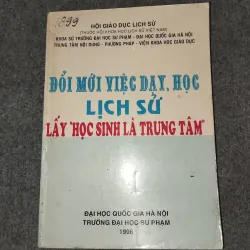 1899
HỘI GIÁO DỤC LỊCH SỬ
(THUỘC HỘI KHOA HỌC LỊCH SỬ VIỆT NAM)
KHOA SỬ TRƯỜNG ĐẠI HỌC SƯ PHẠM - ĐẠI HỌC QUỐC GIA HÀ NỘI
TRUNG TÂM NỘI DUNG - PHƯƠNG PHÁP - VIỆN KHOA HỌC GIÁO DỤC
ĐỔI MỚI VIỆC DẠY, HỌC
LỊCH SỬ
LẤY "HỌC SINH LÀ TRUNG TÂM"
ĐẠI HỌC QUỐC GIA HÀ NỘI
TRƯỜNG ĐẠI HỌC SƯ PHẠM
1996